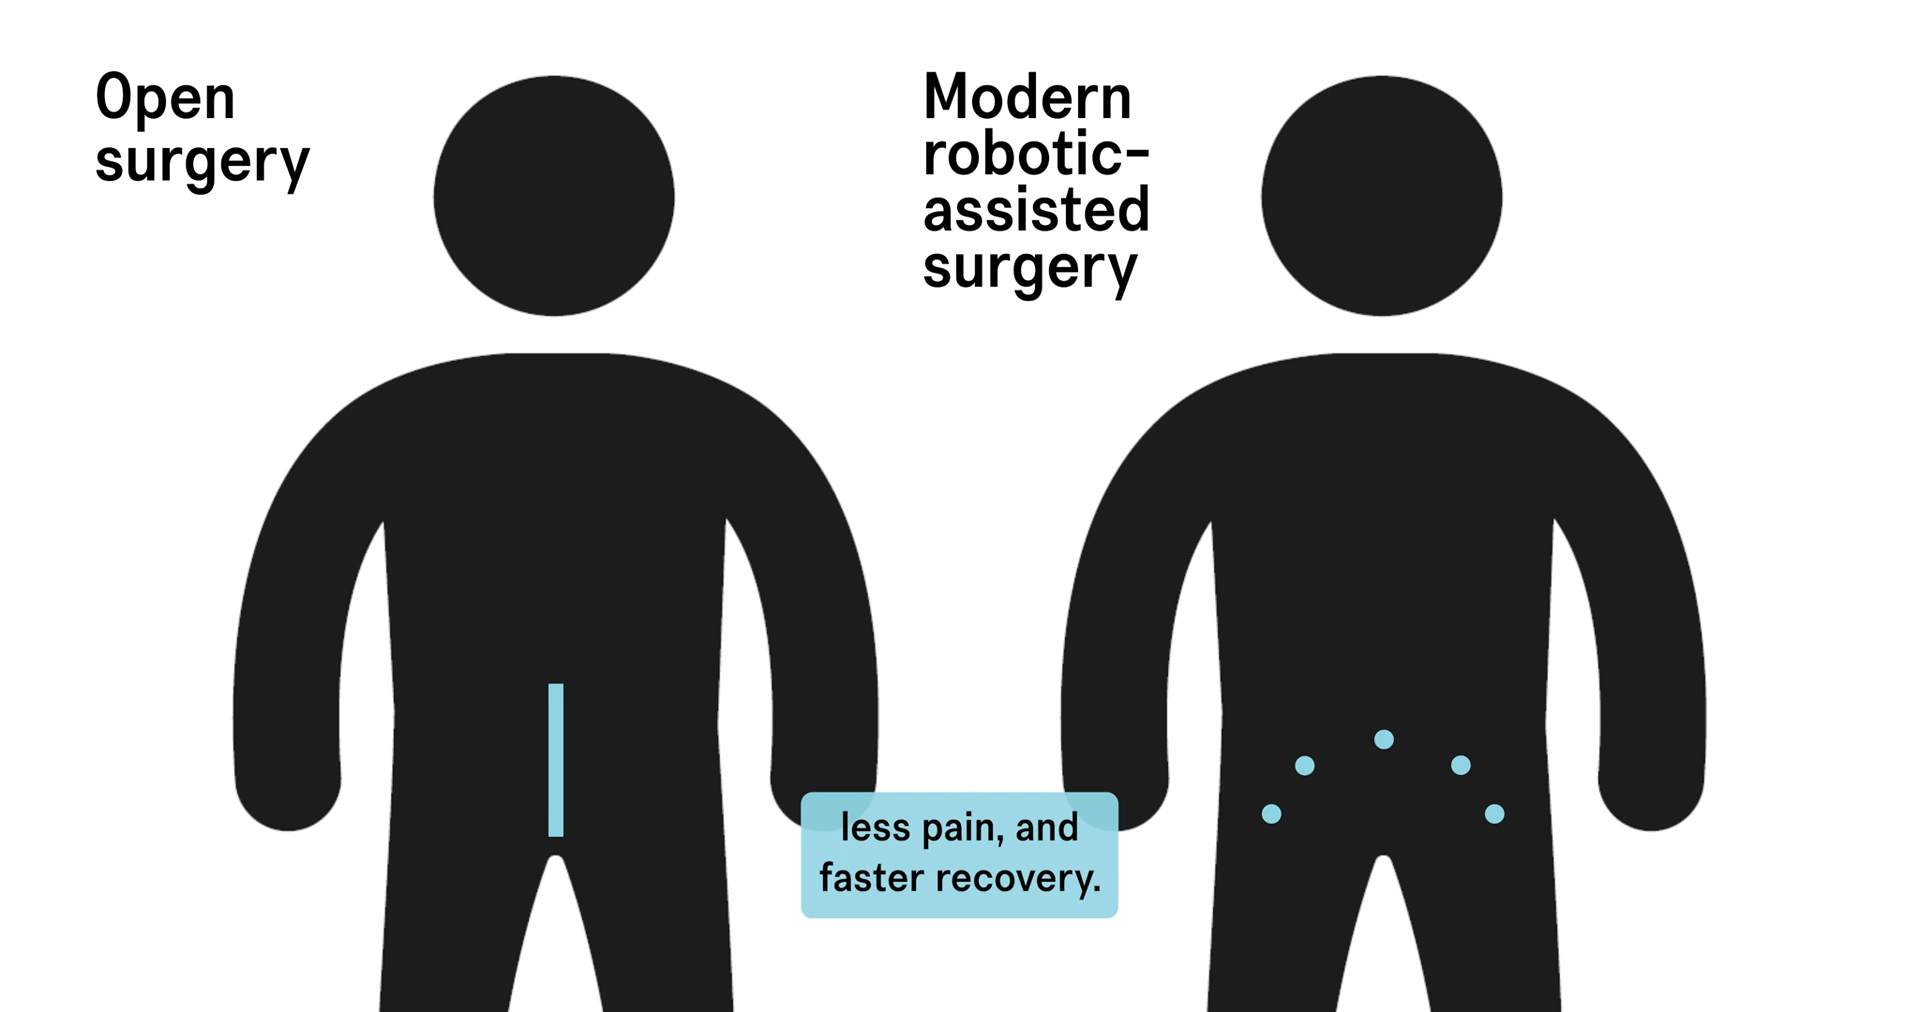 Open
surgery
Modern
robotic-
assisted
surgery
less pain, and
faster recovery.